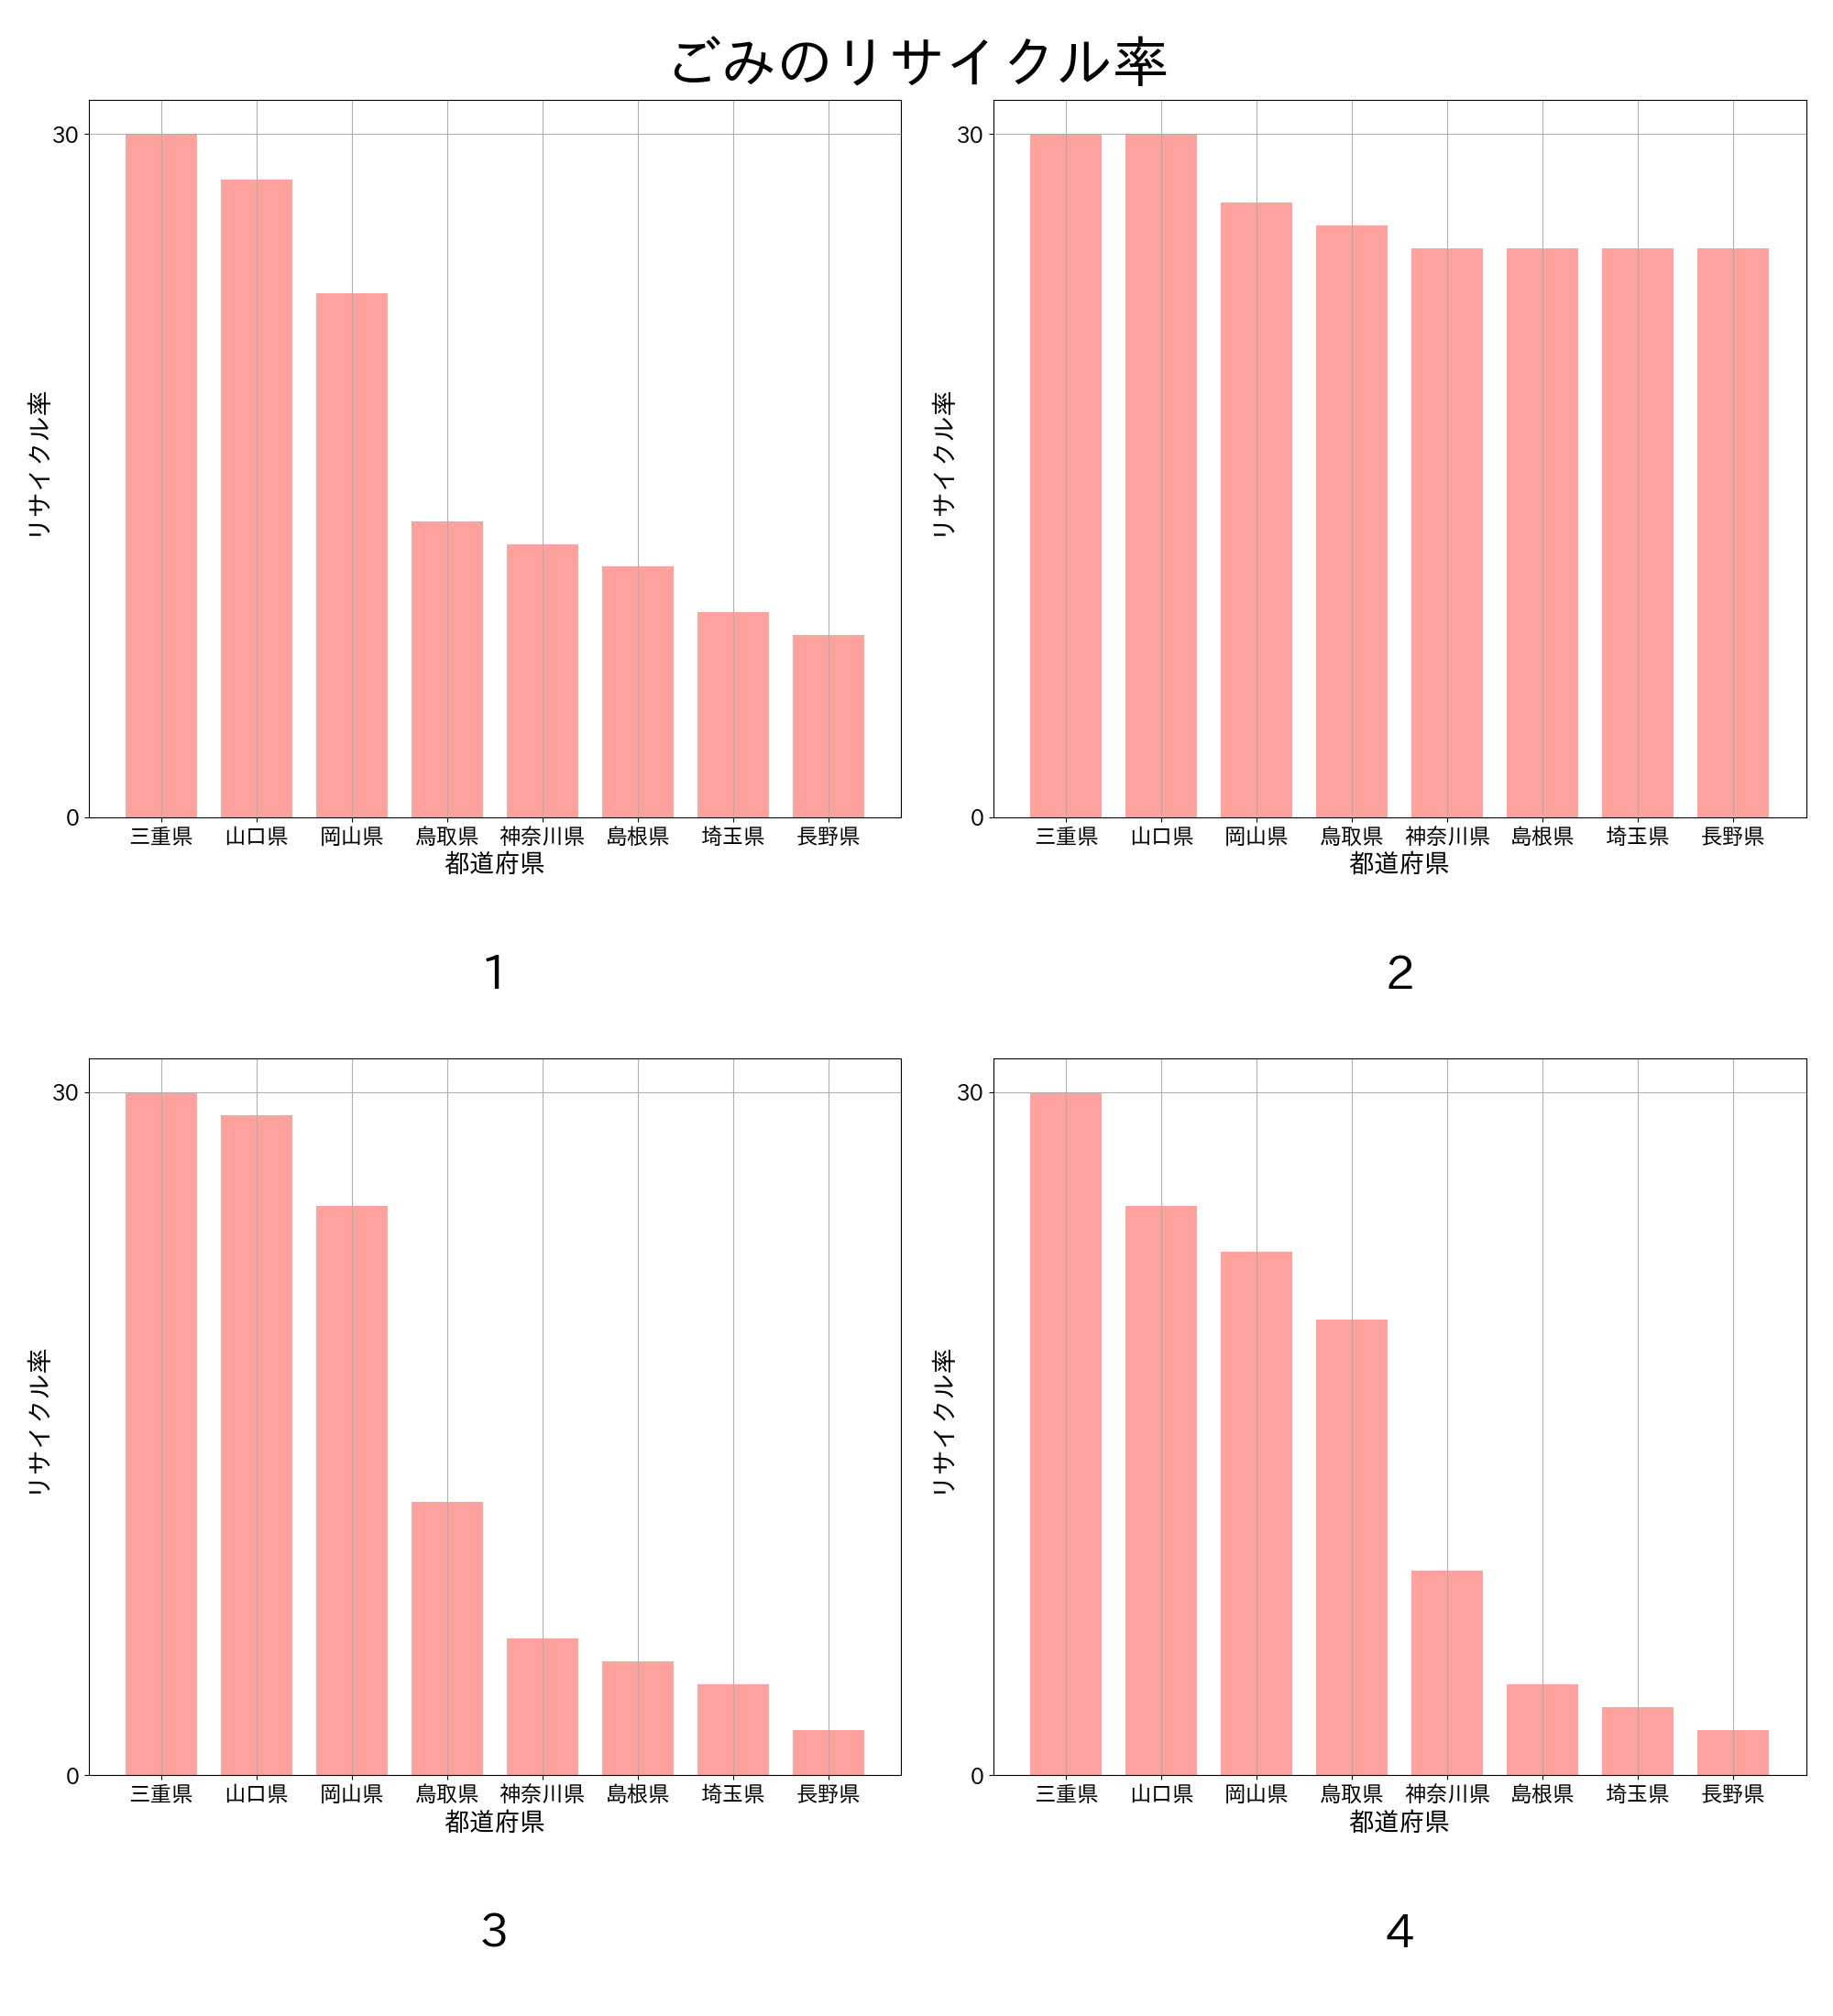 ごみのリサイクル率
30
0
リサイクル率
三重県 山口県 岡山県 鳥取県 神奈川県 島根県 埼玉県 長野県
都道府県
1
30
0
リサイクル率
三重県 山口県 岡山県 鳥取県 神奈川県 島根県 埼玉県 長野県
都道府県
2
30
0
リサイクル率
三重県 山口県 岡山県 鳥取県 神奈川県 島根県 埼玉県 長野県
都道府県
3
30
0
リサイクル率
三重県 山口県 岡山県 鳥取県 神奈川県 島根県 埼玉県 長野県
都道府県
4